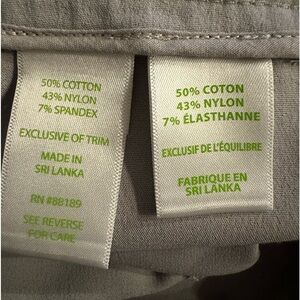 50% COTTON
43% NYLON
7% SPANDEX
EXCLUSIVE OF TRIM
MADE IN
SRI LANKA
RN #88189
SEE REVERSE
FOR CARE
50% COTON
43% NYLON
7% ÉLASTHANNE
EXCLUSIF DE L'ÉQUILIBRE
FABRIQUE EN
SRI LANKA